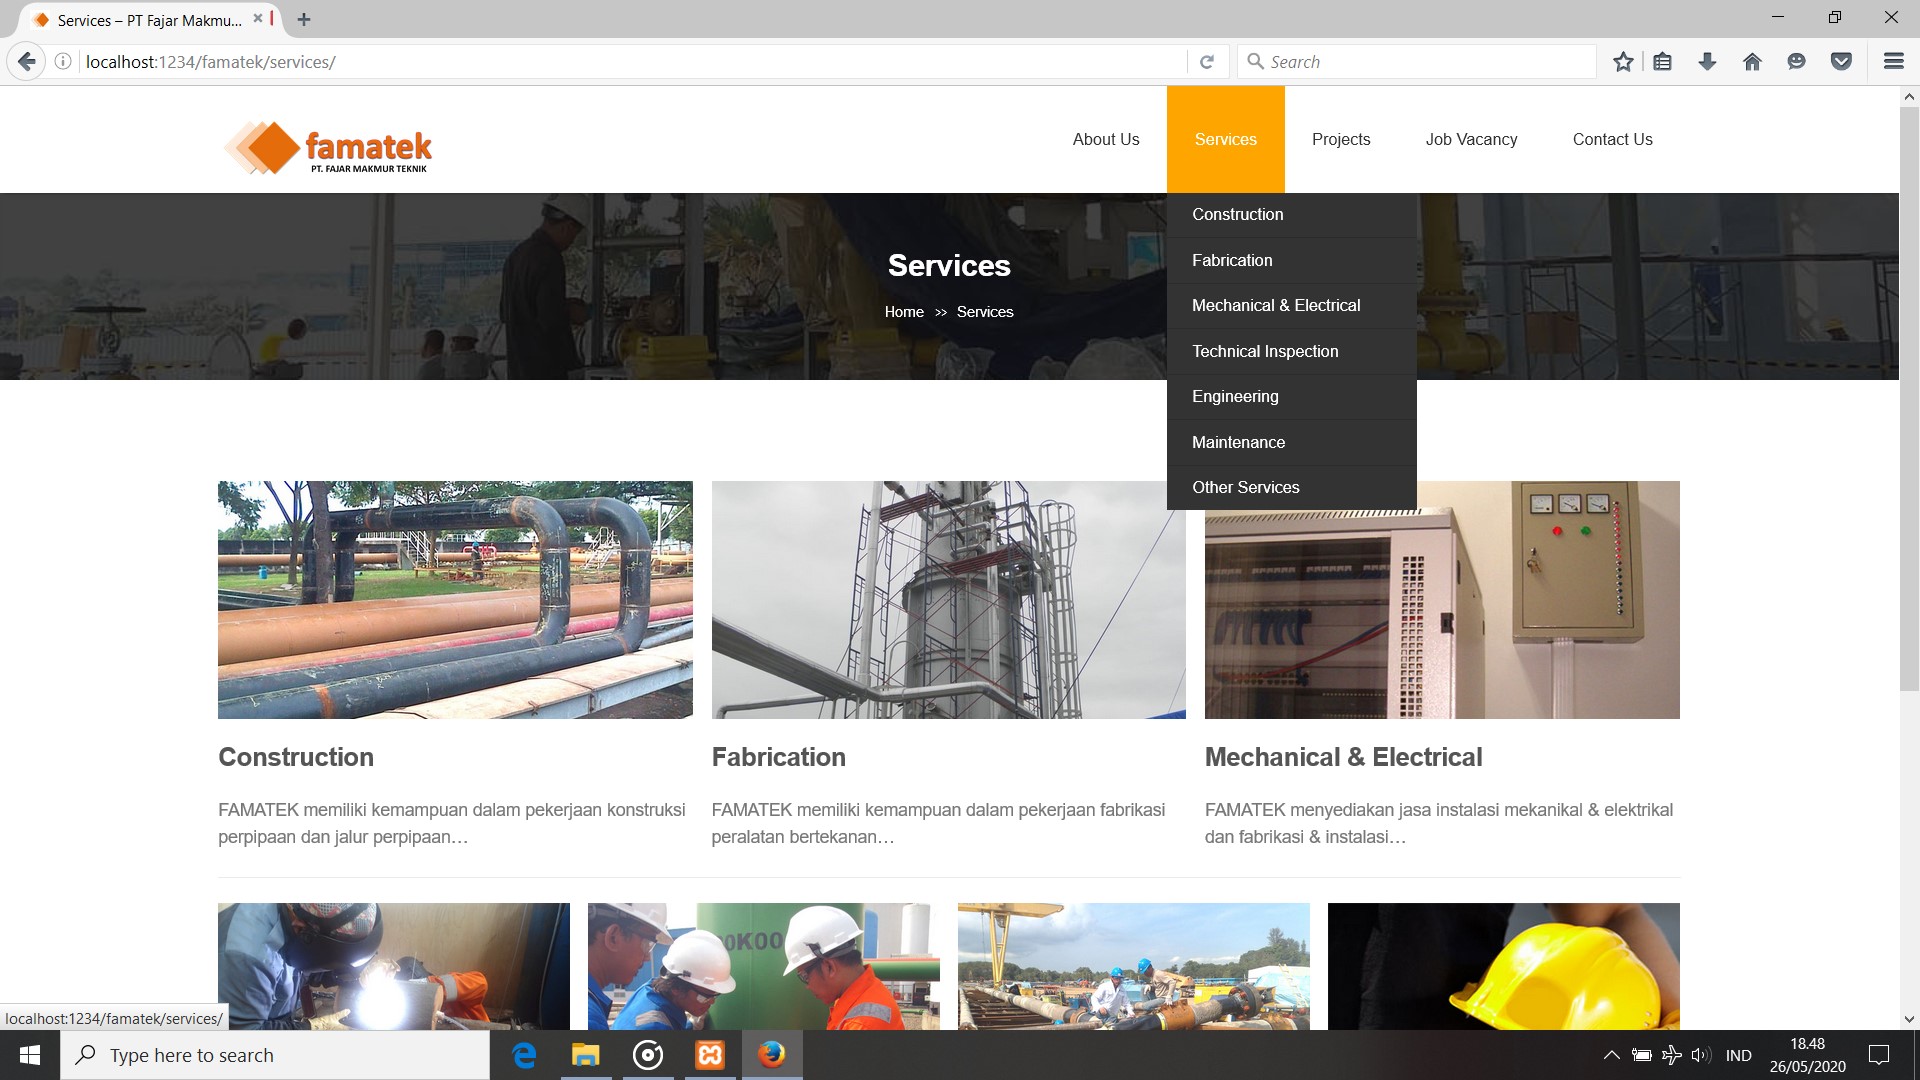 Services – PT Fajar Makmu...
localhost:1234/famatek/services/
Search
famatek
PT. FAJAR MAKMUR TEKNIK
About Us
Services
Projects
Job Vacancy
Contact Us
Construction
Fabrication
Mechanical & Electrical
Technical Inspection
Engineering
Maintenance
Other Services
Services
Home >> Services
Construction
Fabrication
Mechanical & Electrical
FAMATEK memiliki kemampuan dalam pekerjaan konstruksi
perpipaan dan jalur perpipaan…
FAMATEK memiliki kemampuan dalam pekerjaan fabrikasi
peralatan bertekanan…
FAMATEK menyediakan jasa instalasi mekanikal & elektrikal
dan fabrikasi & instalasi…
localhost:1234/famatek/services/
Type here to search
IND
18.48
26/05/2020